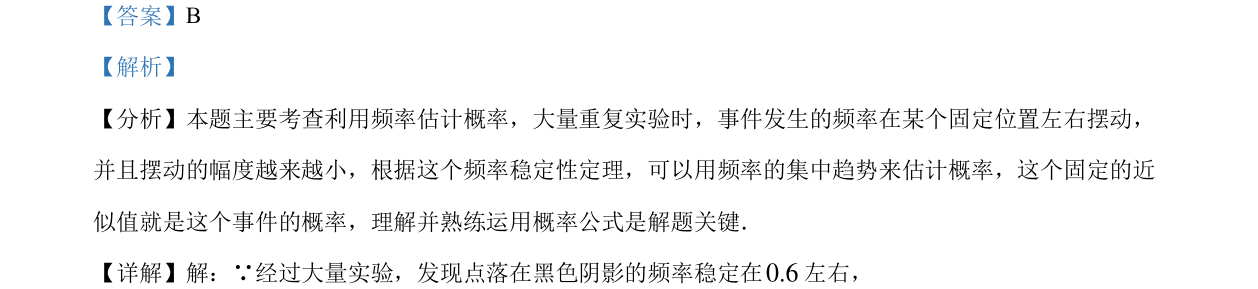 【答案】B
【解析】
【分析】本题主要考查利用频率估计概率，大量重复实验时，事件发生的频率在某个固定位置左右摆动，
并且摆动的幅度越来越小，根据这个频率稳定性定理，可以用频率的集中趋势来估计概率，这个固定的近
似值就是这个事件的概率，理解并熟练运用概率公式是解题关键．
【详解】解：∵经过大量实验，发现点落在黑色阴影的频率稳定在0.6左右，